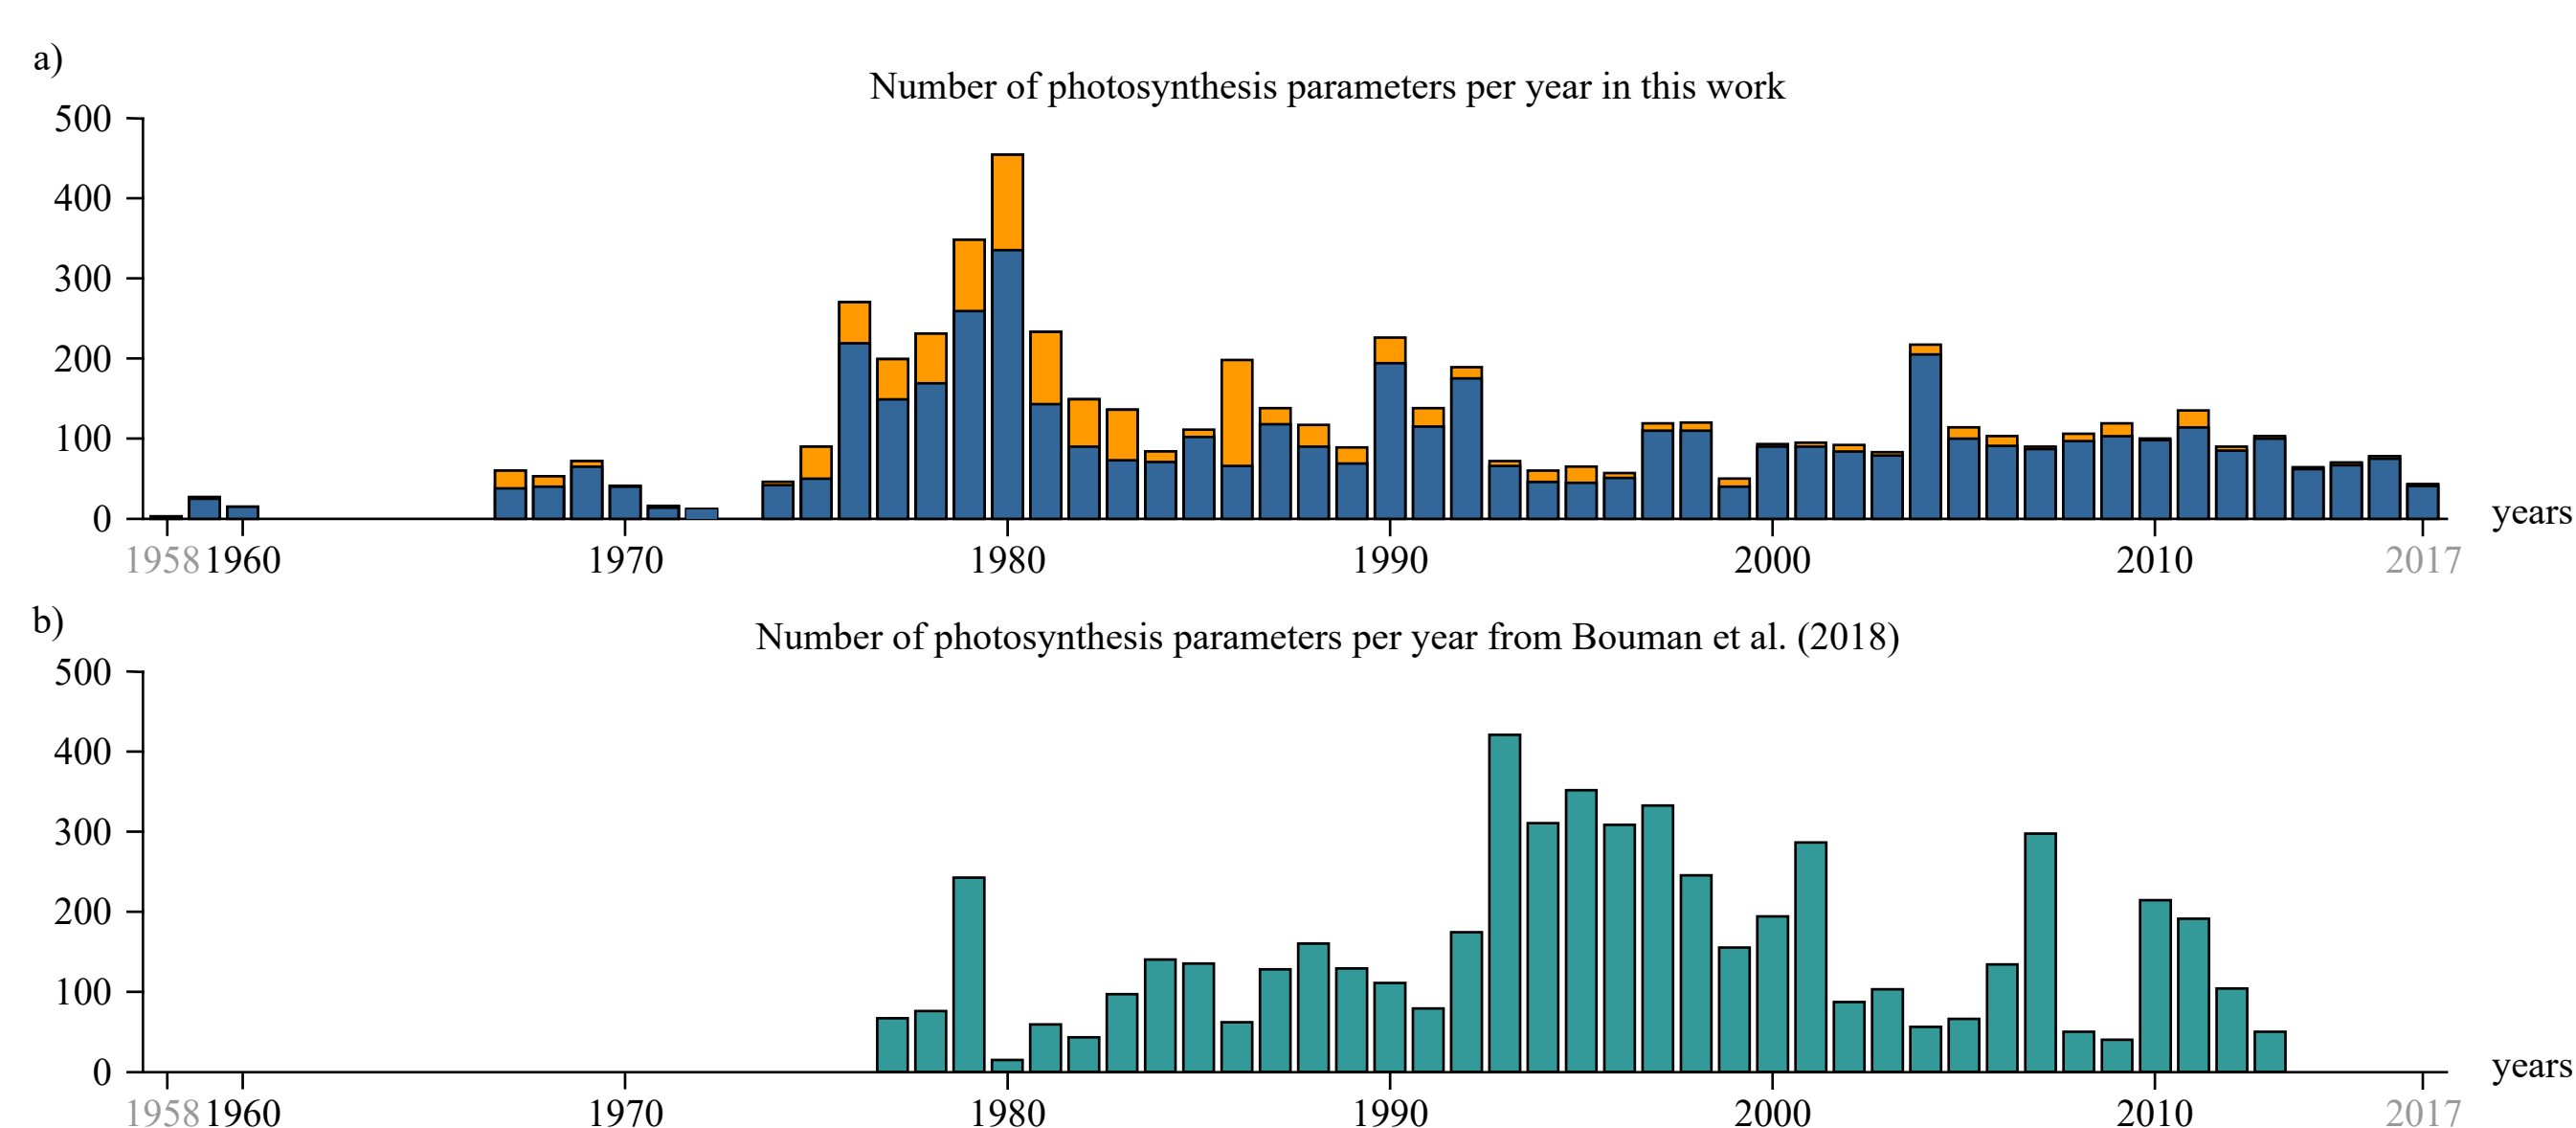 a)
Number of photosynthesis parameters per year in this work
500
400
300
200
100
0
years
1958 1960 1970 1980 1990 2000 2010 2017
b)
Number of photosynthesis parameters per year from Bouman et al. (2018)
500
400
300
200
100
0
years
1958 1960 1970 1980 1990 2000 2010 2017